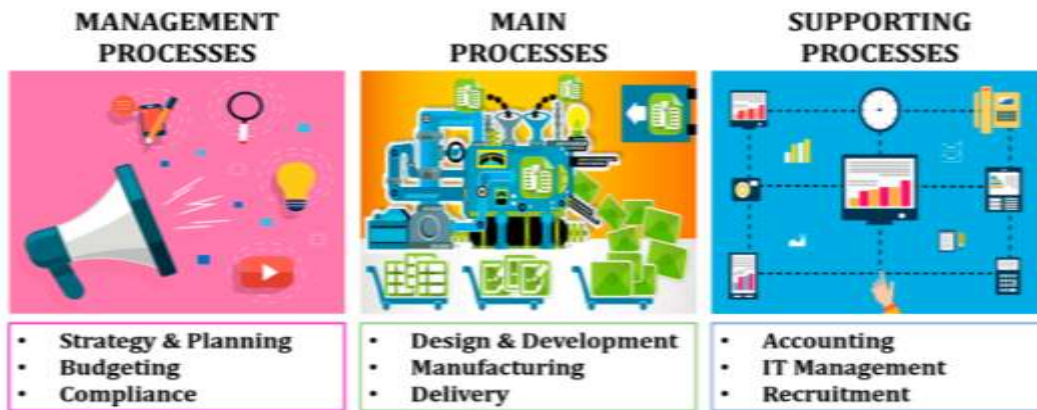 MANAGEMENT
PROCESSES
MAIN
PROCESSES
SUPPORTING
PROCESSES
• Strategy & Planning
• Budgeting
• Compliance
• Design & Development
• Manufacturing
• Delivery
• Accounting
• IT Management
• Recruitment